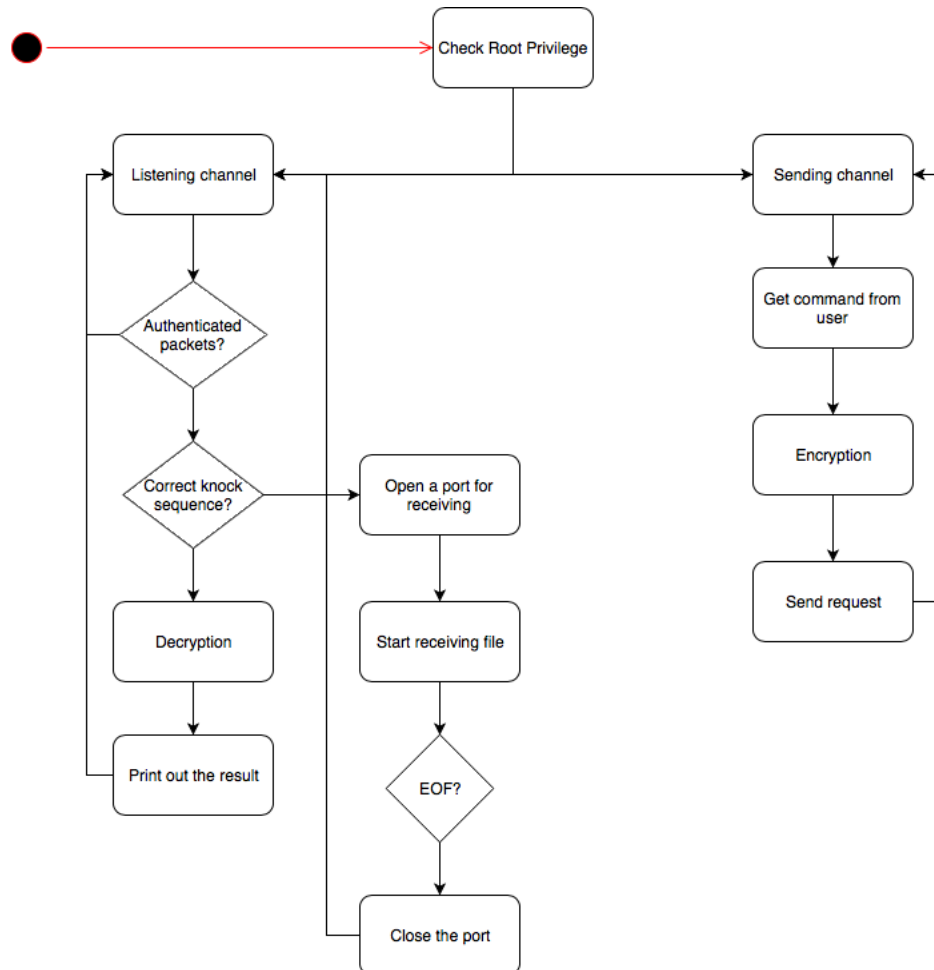 Check Root Privilege
Listening channel
Sending channel
Get command from
user
Authenticated
packets?
Encryption
Correct knock
sequence?
Open a port for
receiving
Send request
Decryption
Start receiving file
Print out the result
EOF?
Close the port